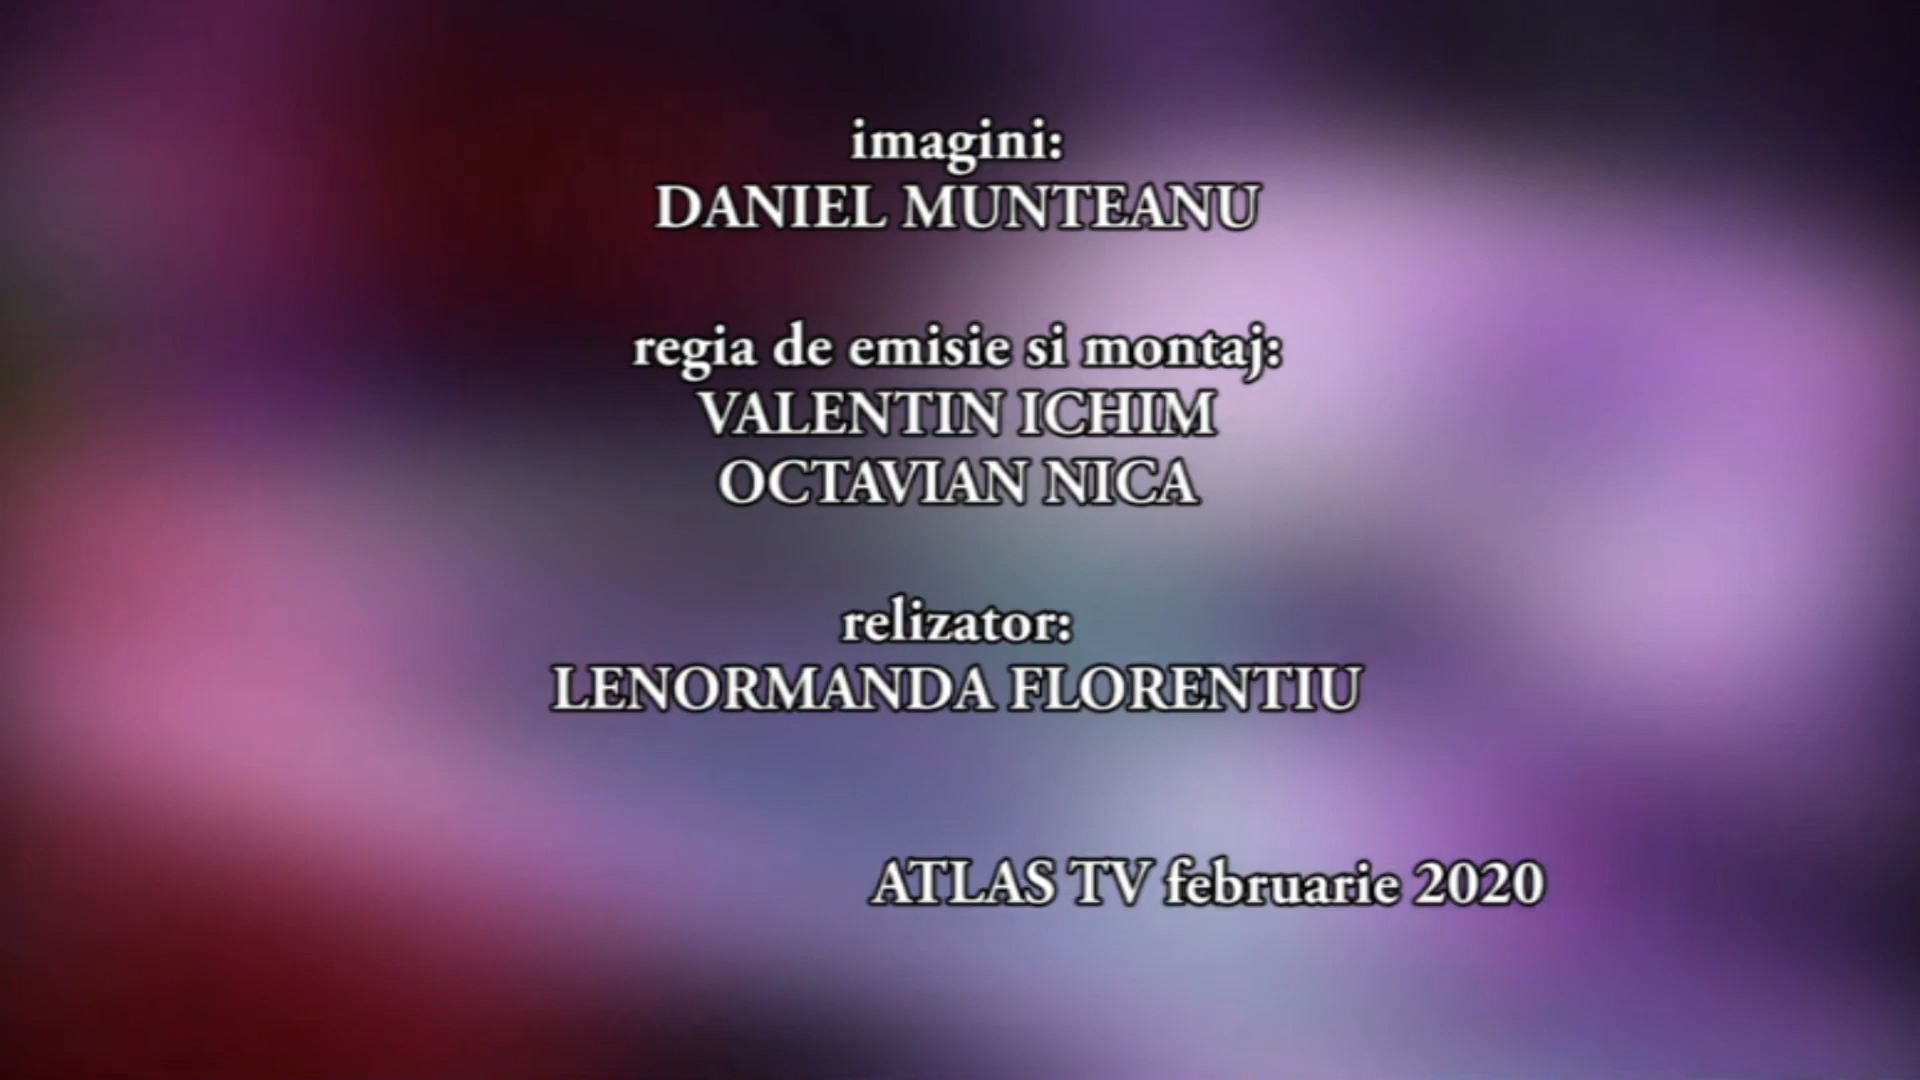 imagini:
DANIEL MUNTEANU
regia de emisie si montaj:
VALENTIN ICHIM
OCTAVIAN NICA
relizator:
LENORMANDA FLORENTIU
ATLAS TV februarie 2020